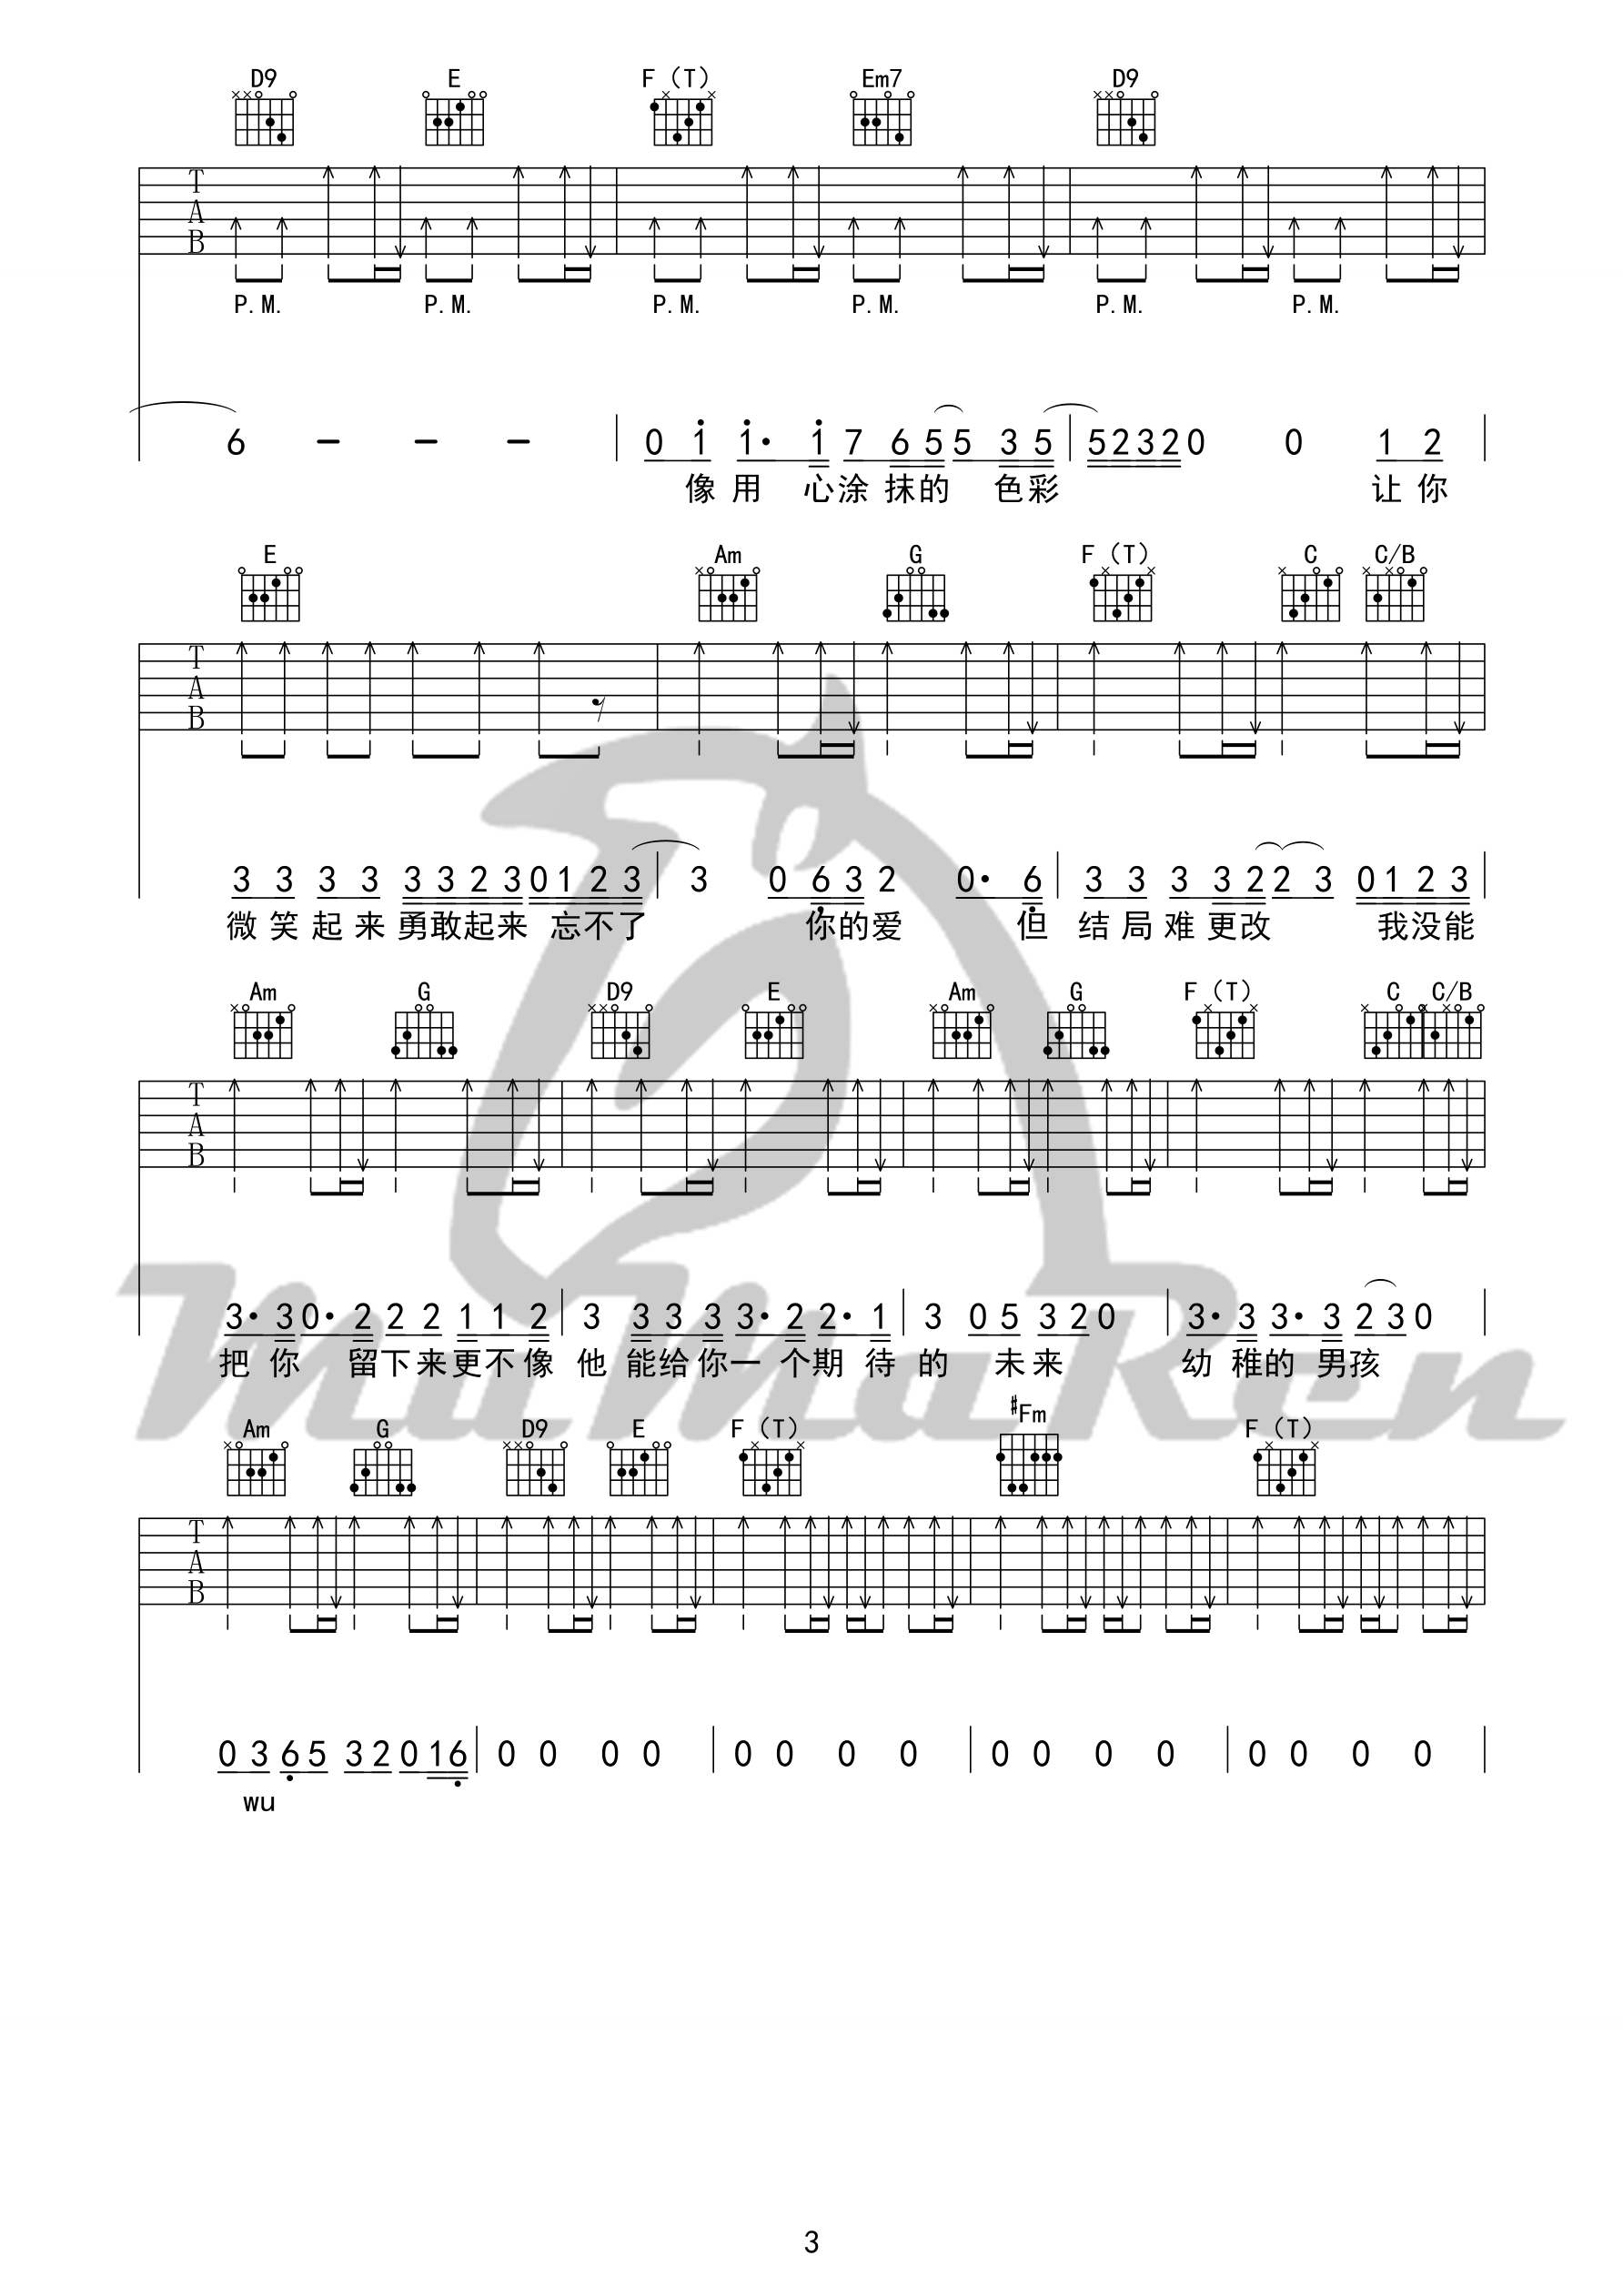 D9 E F（T） Em7 D9
T
A
B
P.M. P.M. P.M. P.M. P.M. P.M.
6 – – – 0 1 1· 1 7 6 5 5 3 5 5 2 3 2 0 0 1 2
像 用 心 涂 抹 的 色 彩 让 你
E Am G F（T） C C/B
T
A
B
3 3 3 3 3 3 2 3 0 1 2 3 3 0 6 3 2 0· 6 3 3 3 3 2 2 3 0 1 2 3
微 笑 起 来 勇 敢 起 来 忘 不 了 你 的 爱 但 结 局 难 更 改 我 没 能
Am G D9 E Am G F（T） C C/B
T
A
B
3· 3 0· 2 2 2 1 1 2 3 3 3 3 3· 2 2· 1 3 0 5 3 2 0 3· 3 3· 3 2 3 0
把 你 留 下 来 更 不 像 他 能 给 你 一 个 期 待 的 未 来 幼 稚 的 男 孩
MuMaRen
Am G D9 E F（T） #Fm F（T）
T
A
B
0 3 6 5 3 2 0 1 6 0 0 0 0 0 0 0 0 0 0 0 0 0 0 0 0
wu
3